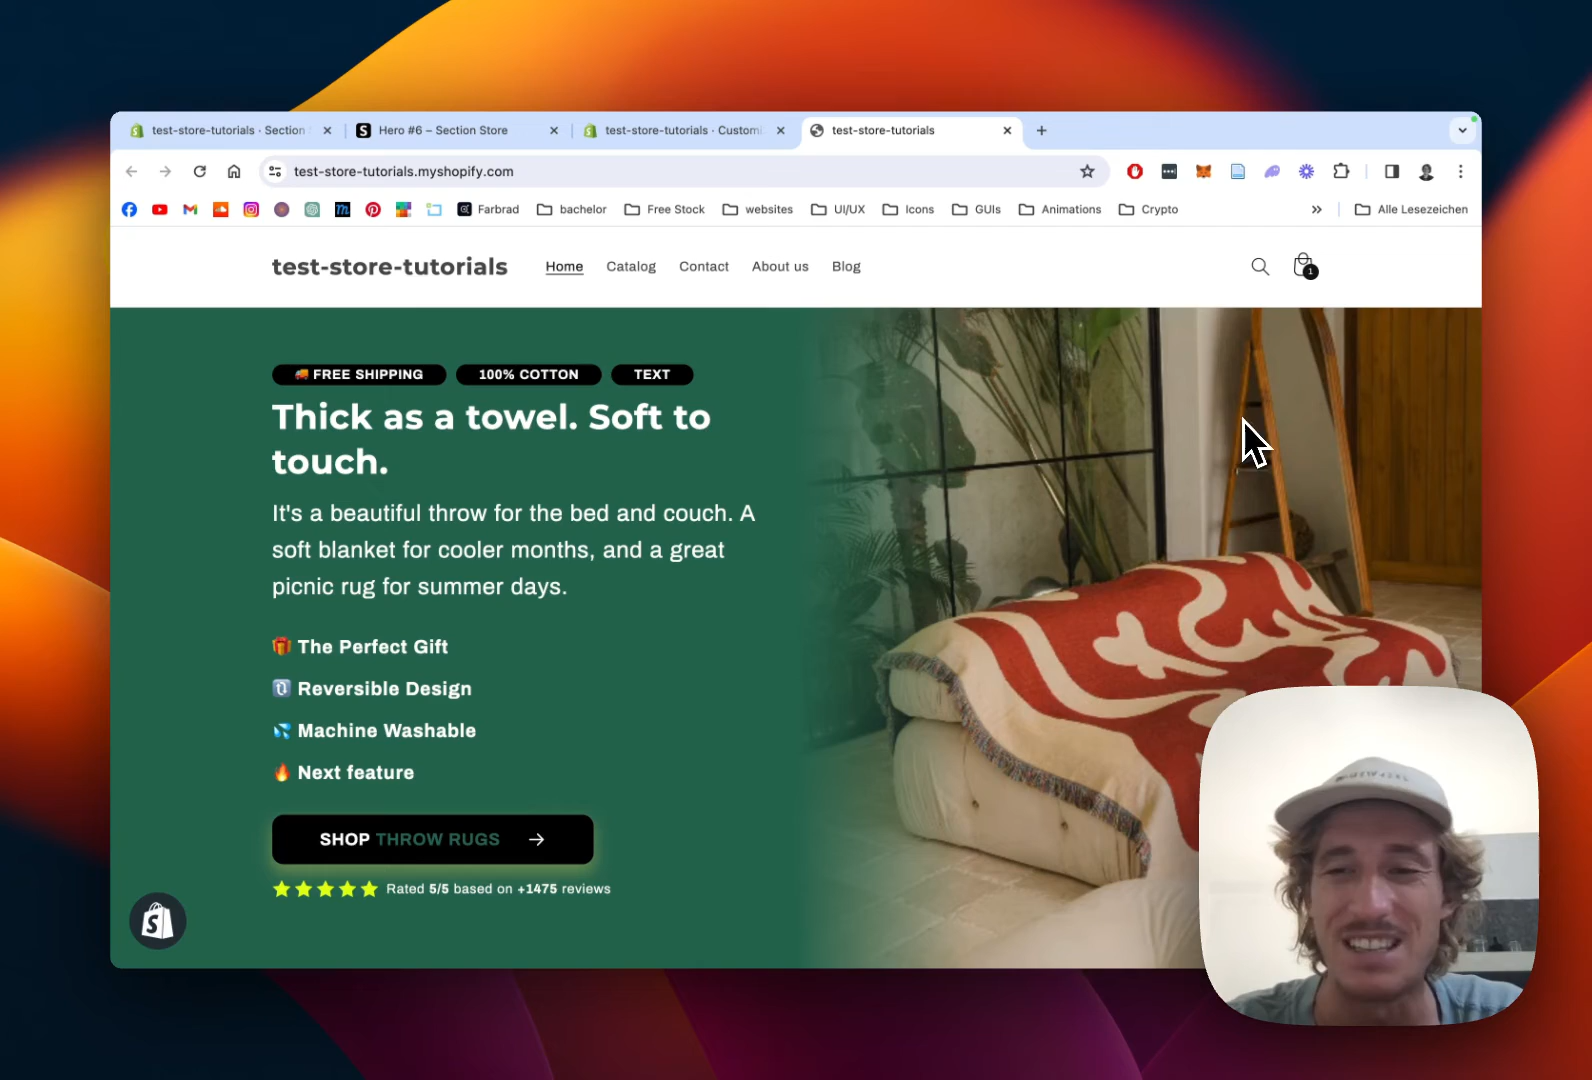 test-store-tutorials · Section
Hero #6 – Section Store
test-store-tutorials · Customi
test-store-tutorials
test-store-tutorials.myshopify.com
Farbrad
bachelor
Free Stock
websites
UI/UX
Icons
GUIs
Animations
Crypto
»
Alle Lesezeichen
test-store-tutorials
Home
Catalog
Contact
About us
Blog
1
🚚 FREE SHIPPING
100% COTTON
TEXT
Thick as a towel. Soft to
touch.
It's a beautiful throw for the bed and couch. A
soft blanket for cooler months, and a great
picnic rug for summer days.
🎁 The Perfect Gift
🔃 Reversible Design
💦 Machine Washable
🔥 Next feature
SHOP THROW RUGS →
Rated 5/5 based on +1475 reviews